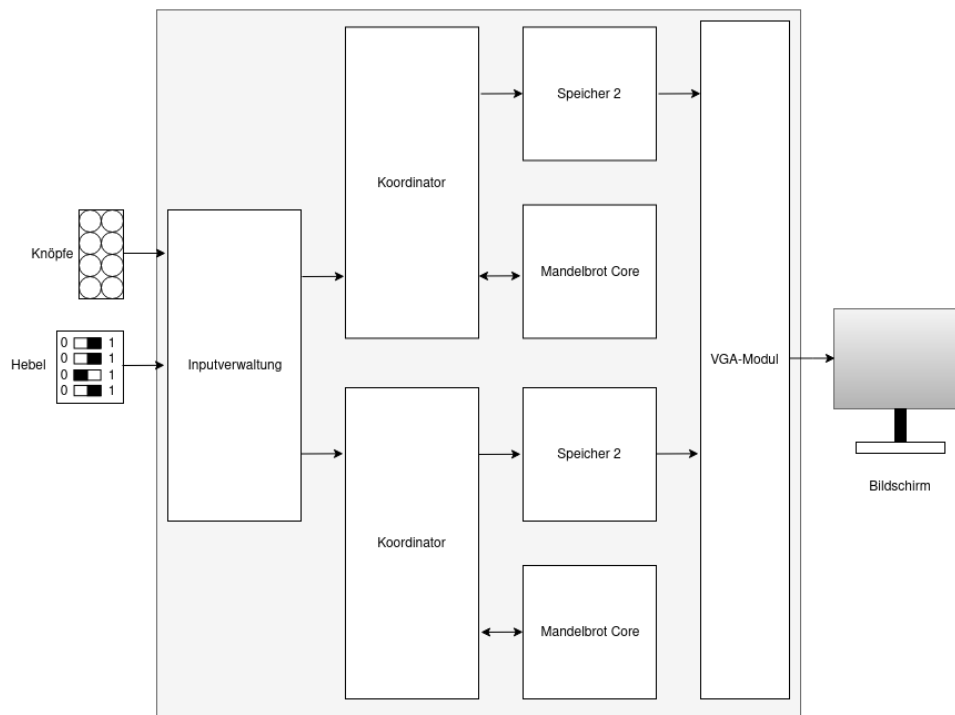 Speicher 2
Koordinator
Knöpfe
Mandelbrot Core
Hebel
0 1
0 1
0 1
0 1
Inputverwaltung
VGA-Modul
Speicher 2
Bildschirm
Koordinator
Mandelbrot Core